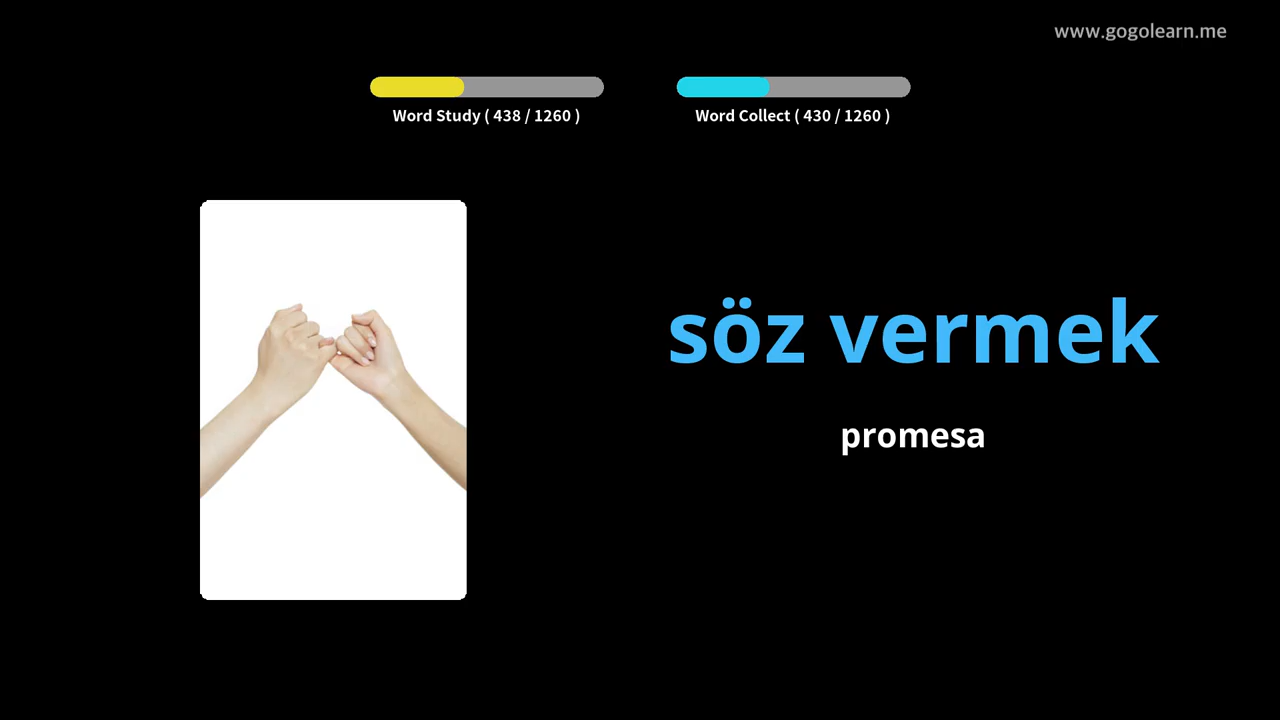 www.gogolearn.me
Word Study ( 438 / 1260 )
Word Collect ( 430 / 1260 )
söz vermek
promesa